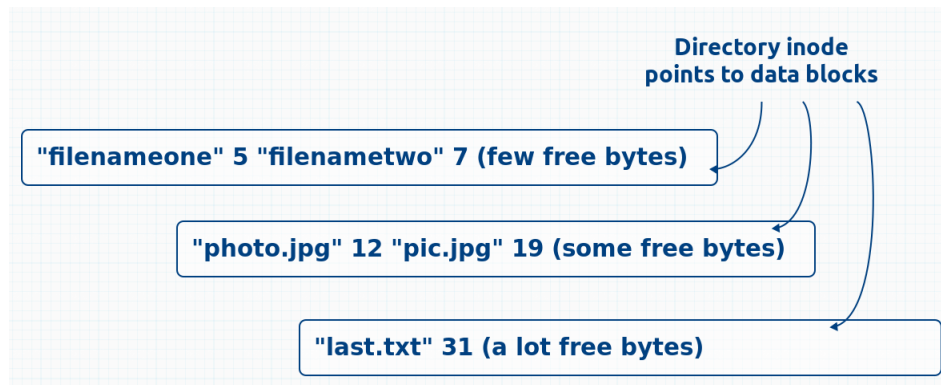 Directory inode
points to data blocks
"filenameone" 5 "filenametwo" 7 (few free bytes)
"photo.jpg" 12 "pic.jpg" 19 (some free bytes)
"last.txt" 31 (a lot free bytes)